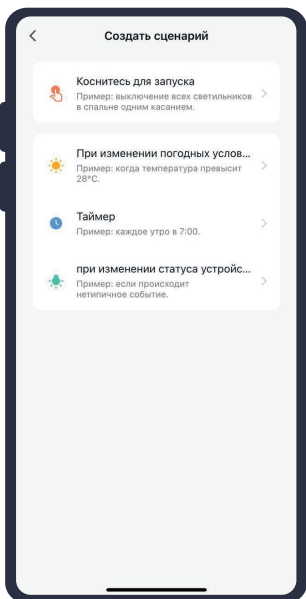 Создать сценарий
Коснитесь для запуска
Пример: выключение всех светильников
в спальне одним касанием.
При изменении погодных услов...
Пример: когда температура превысит
28°C.
Таймер
Пример: каждое утро в 7:00.
при изменении статуса устройс...
Пример: если происходит
нетипичное событие.